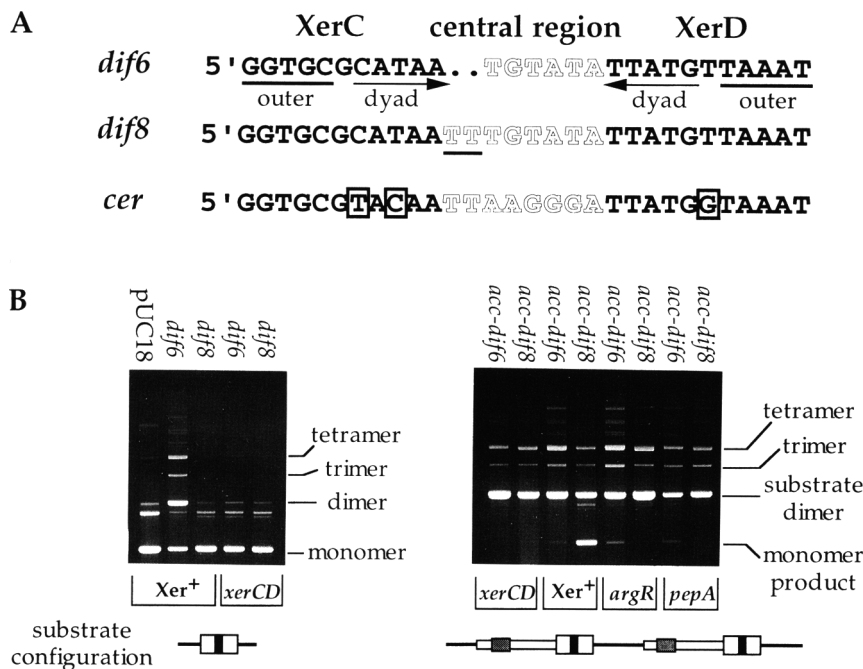 A
XerC central region XerD
dif6 5'GGTGCGCATAA..TGTATATTATGTTAAAT
outer dyad dyad outer
dif8 5'GGTGCGCATAATTTGTATATTATGTTAAAT
cer 5'GGTGCGTACAATTAAGGGATTATGGTAAAT
B
pUC18 dif6 dif8 dif6 dif8
tetramer
trimer
dimer
monomer
Xer+ xerCD
acc-dif6 acc-dif8 acc-dif6 acc-dif8 acc-dif6 acc-dif8 acc-dif6 acc-dif8
tetramer
trimer
substrate
dimer
monomer
product
xerCD Xer+ argR pepA
substrate
configuration